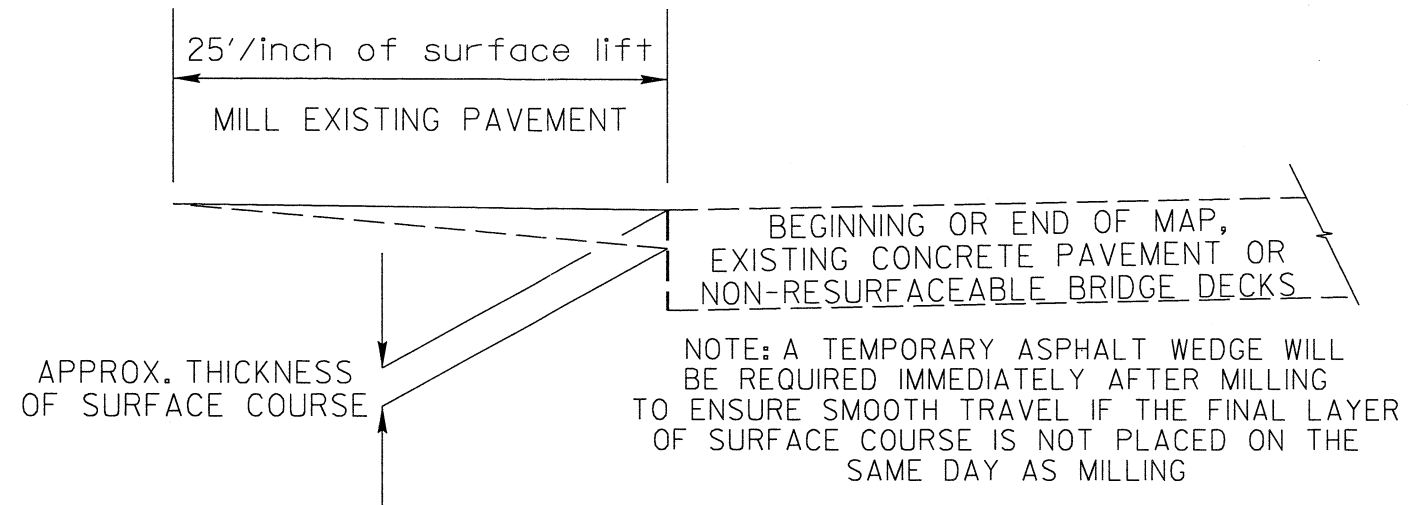 25'/inch of surface lift
MILL EXISTING PAVEMENT
BEGINNING OR END OF MAP,
EXISTING CONCRETE PAVEMENT OR
NON-RESURFACEABLE BRIDGE DECKS
APPROX. THICKNESS
OF SURFACE COURSE
NOTE: A TEMPORARY ASPHALT WEDGE WILL
BE REQUIRED IMMEDIATELY AFTER MILLING
TO ENSURE SMOOTH TRAVEL IF THE FINAL LAYER
OF SURFACE COURSE IS NOT PLACED ON THE
SAME DAY AS MILLING